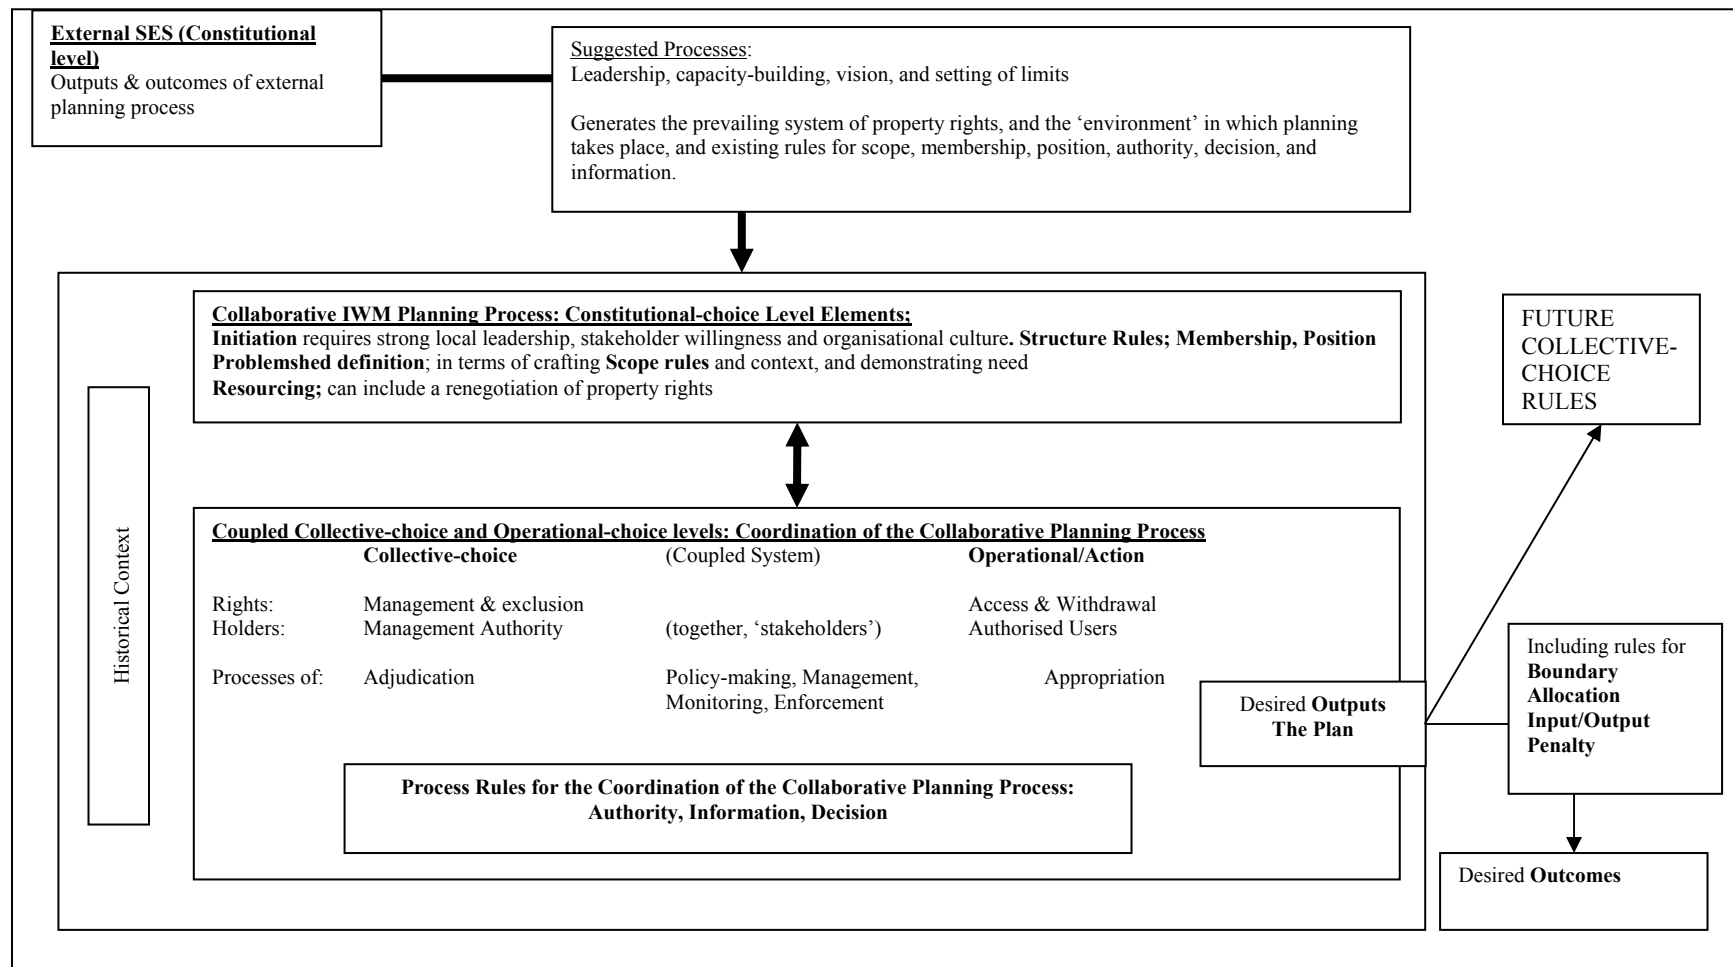 External SES (Constitutional
level)
Outputs & outcomes of external
planning process
Suggested Processes:
Leadership, capacity-building, vision, and setting of limits
Generates the prevailing system of property rights, and the ‘environment’ in which planning
takes place, and existing rules for scope, membership, position, authority, decision, and
information.
Collaborative IWM Planning Process: Constitutional-choice Level Elements;
Initiation requires strong local leadership, stakeholder willingness and organisational culture. Structure Rules; Membership, Position
Problemshed definition; in terms of crafting Scope rules and context, and demonstrating need
Resourcing; can include a renegotiation of property rights
Historical Context
Coupled Collective-choice and Operational-choice levels: Coordination of the Collaborative Planning Process
Collective-choice (Coupled System) Operational/Action
Rights: Management & exclusion Access & Withdrawal
Holders: Management Authority (together, ‘stakeholders’) Authorised Users
Processes of: Adjudication Policy-making, Management, Appropriation
Monitoring, Enforcement
Process Rules for the Coordination of the Collaborative Planning Process:
Authority, Information, Decision
Desired Outputs
The Plan
FUTURE
COLLECTIVE-
CHOICE
RULES
Including rules for
Boundary
Allocation
Input/Output
Penalty
Desired Outcomes